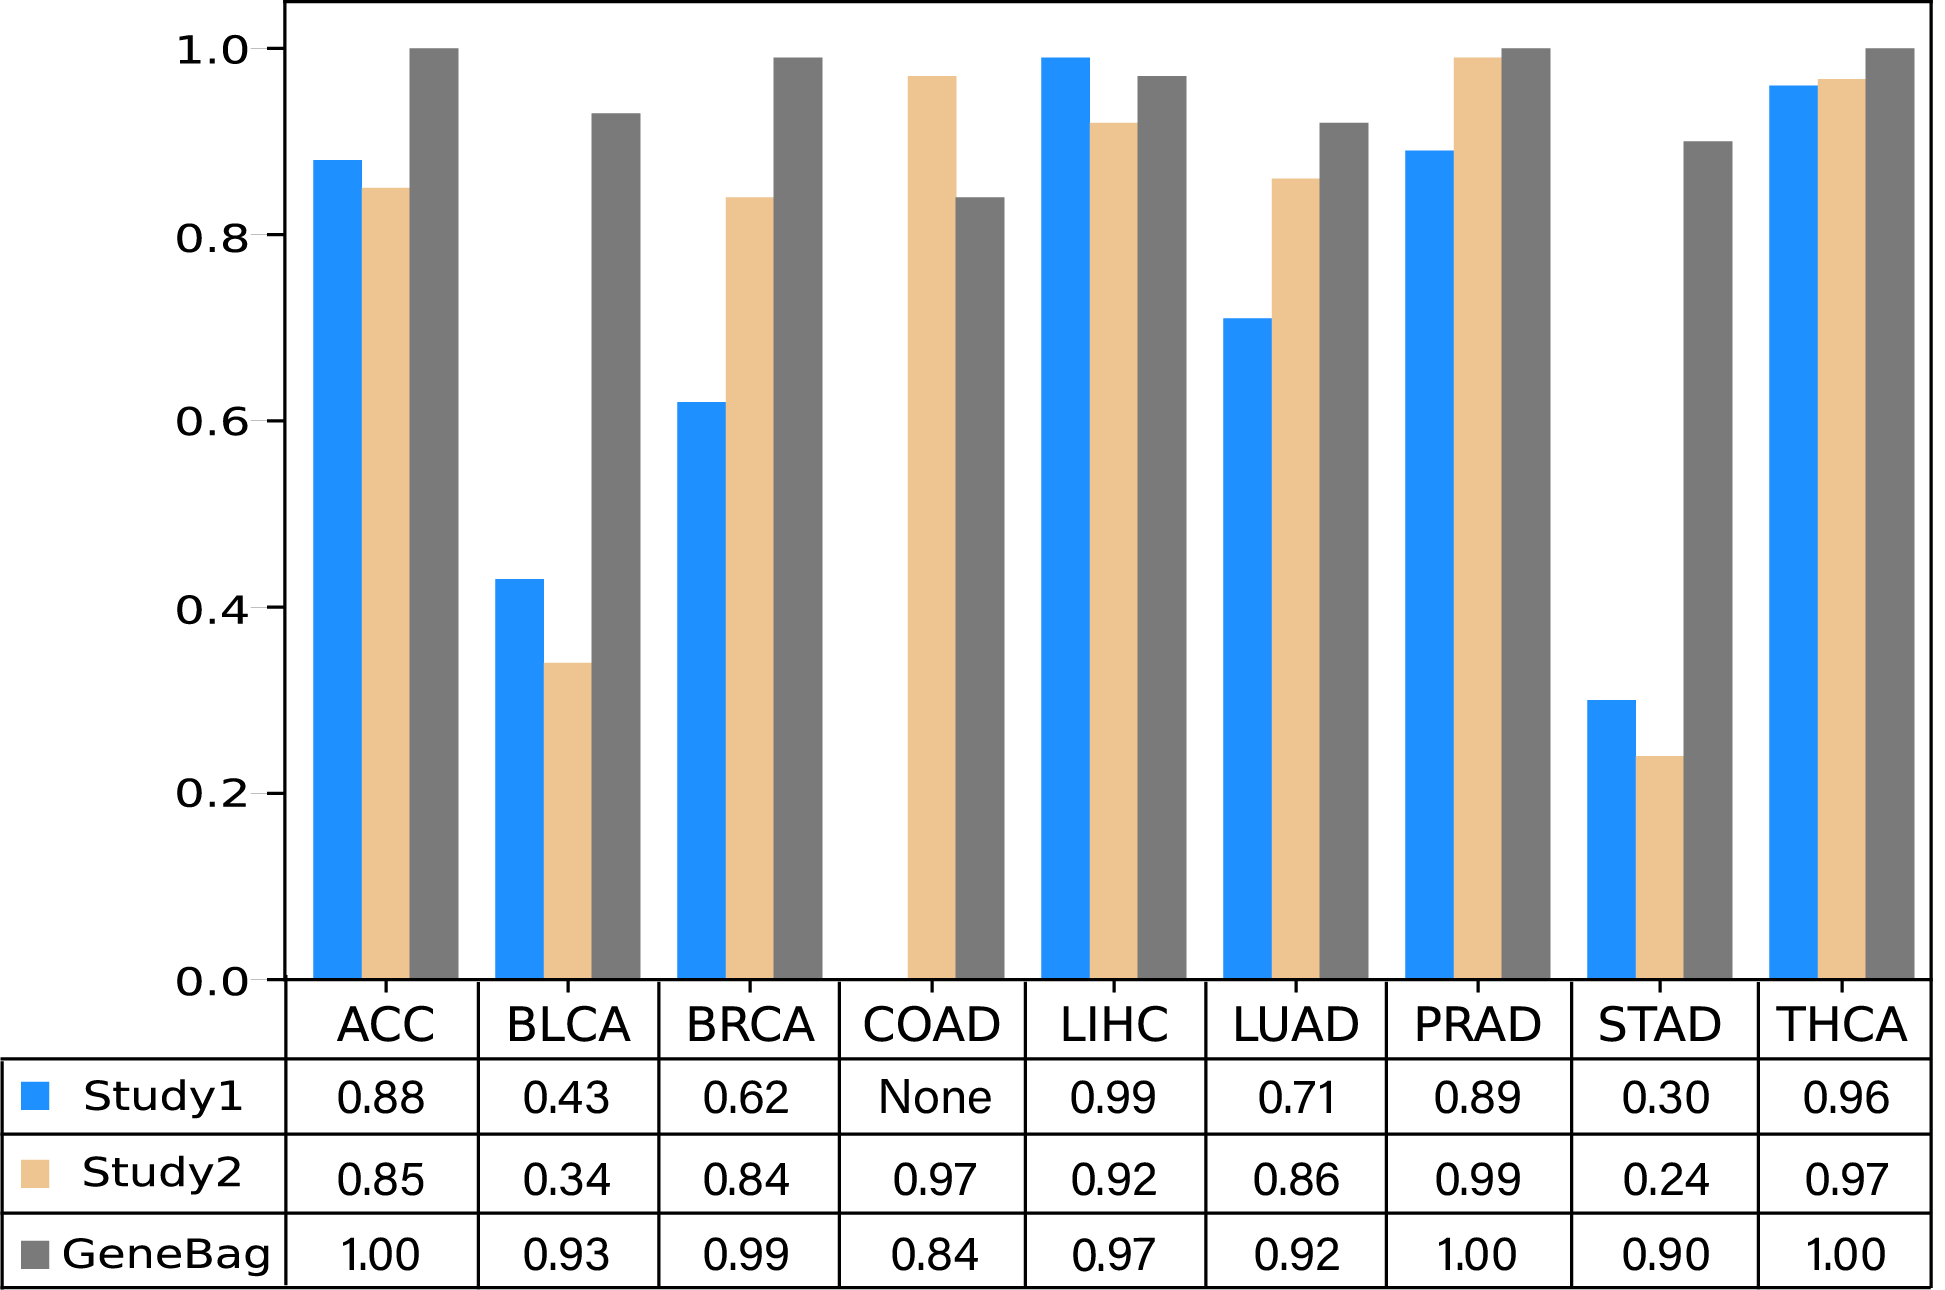 1.0
0.8
0.6
0.4
0.2
0.0
ACC BLCA BRCA COAD LIHC LUAD PRAD STAD THCA
Study1 0.88 0.43 0.62 None 0.99 0.71 0.89 0.30 0.96
Study2 0.85 0.34 0.84 0.97 0.92 0.86 0.99 0.24 0.97
GeneBag 1.00 0.93 0.99 0.84 0.97 0.92 1.00 0.90 1.00